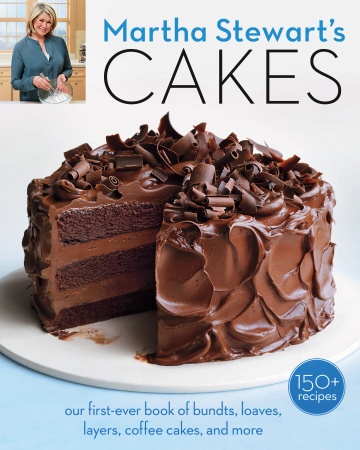 Martha Stewart's
CAKES
150+
recipes
our first-ever book of bundts, loaves,
layers, coffee cakes, and more